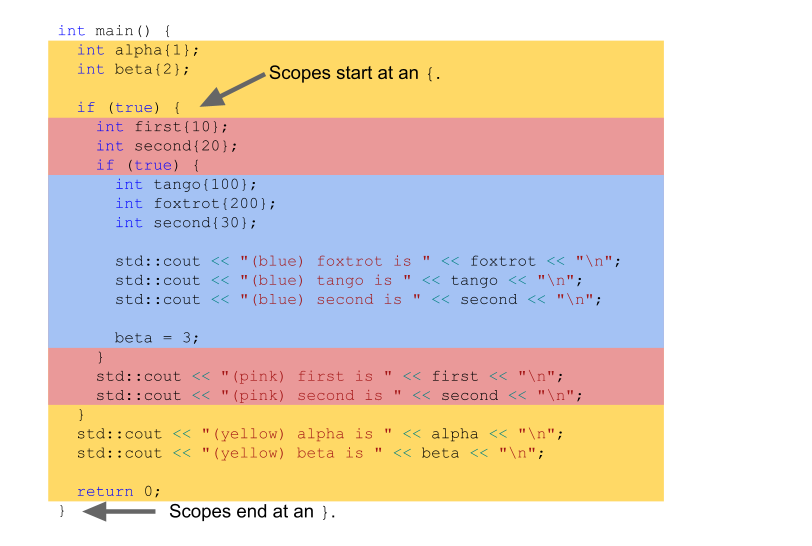 int main() {
  int alpha{1};
  int beta{2};
Scopes start at an {.
  if (true) {
    int first{10};
    int second{20};
    if (true) {
      int tango{100};
      int foxtrot{200};
      int second{30};

      std::cout << "(blue) foxtrot is " << foxtrot << "\n";
      std::cout << "(blue) tango is " << tango << "\n";
      std::cout << "(blue) second is " << second << "\n";

      beta = 3;
    }
    std::cout << "(pink) first is " << first << "\n";
    std::cout << "(pink) second is " << second << "\n";
  }
  std::cout << "(yellow) alpha is " << alpha << "\n";
  std::cout << "(yellow) beta is " << beta << "\n";

  return 0;
}
Scopes end at an }.